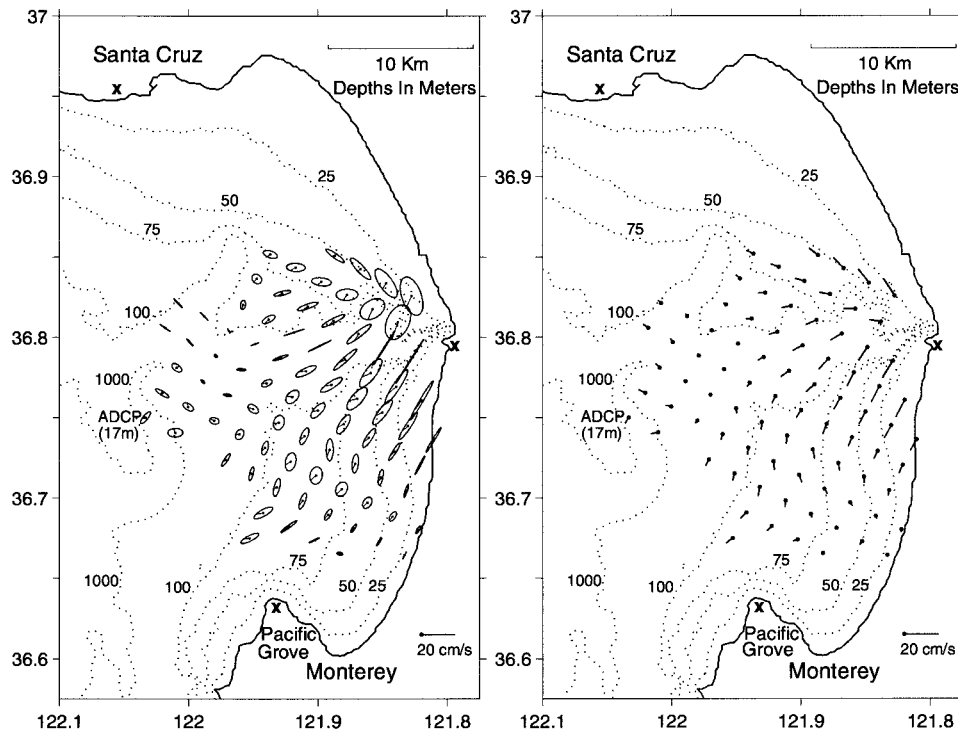 37
36.9
36.8
36.7
36.6
122.1
122
121.9
121.8
Santa Cruz
x
10 Km
Depths In Meters
25
50
75
100
1000
ADCP
(17m)
x
1000
100
75
50
25
x
Pacific
Grove
Monterey
20 cm/s
37
36.9
36.8
36.7
36.6
122.1
122
121.9
121.8
Santa Cruz
x
10 Km
Depths In Meters
25
50
75
100
1000
ADCP
(17m)
x
1000
100
75
50
25
x
Pacific
Grove
Monterey
20 cm/s